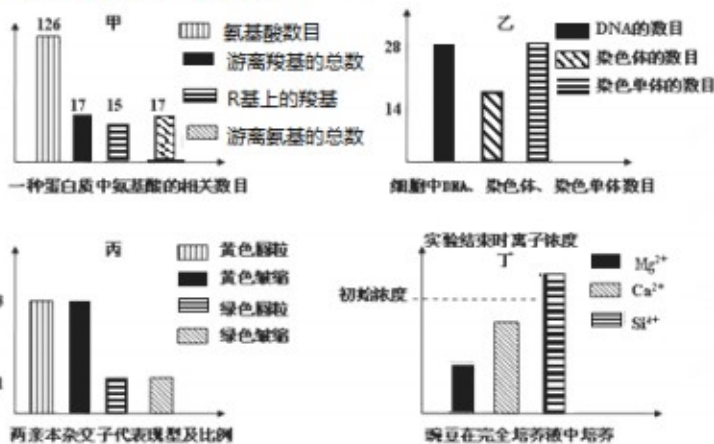 甲
126
17
15
17
氨基酸数目
游离羧基的总数
R基上的羧基
游离氨基的总数
一种蛋白质中氨基酸的相关数目
乙
28
14
DNA的数目
染色体的数目
染色单体的数目
细胞中DNA、染色体、染色单体数目
丙
黄色圆粒
黄色皱缩
绿色圆粒
绿色皱缩
两亲本杂交子代表现型及比例
实验结束时离子浓度
丁
初始浓度
Mg²⁺
Ca²⁺
Si⁴⁺
豌豆在完全培养液中培养